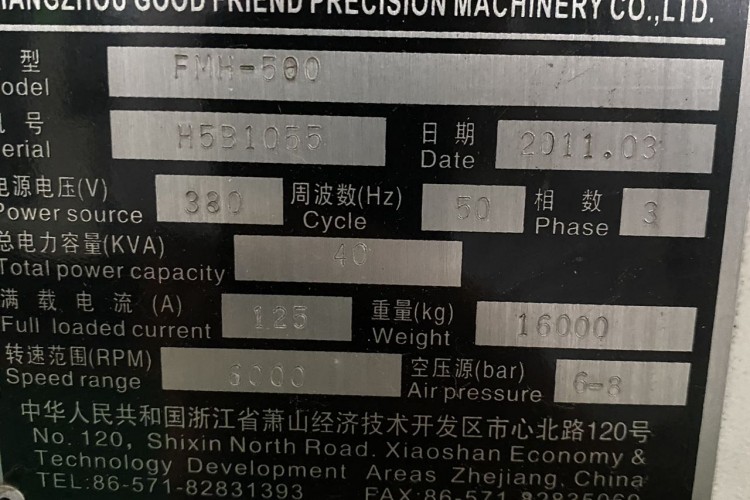 GOOD FRIEND PRECISION MACHINERY CO.,LTD.
型 FMH-500
Model
机 号 H5B1055 日 期 2011.03
Serial Date
电源电压(V) 380 周波数(Hz) 50 相 数 3
Power source Cycle Phase
总电力容量(KVA) 40
Total power capacity
满 载 电 流 (A) 125 重量(kg) 16000
Full loaded current Weight
转速范围(RPM) 6000 空压源(bar) 6-8
Speed range Air pressure
中华人民共和国浙江省萧山经济技术开发区市心北路120号
No. 120, Shixin North Road. Xiaoshan Economy &
Technology Development Areas Zhejiang, China
TEL:86-571-82831393 FAX:86-571-